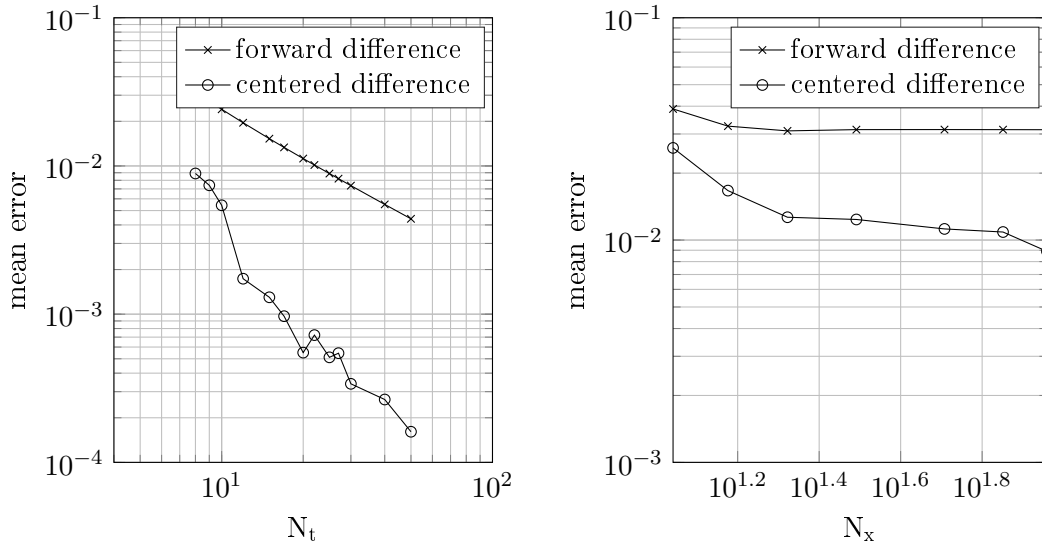 10^{-1}
10^{-2}
10^{-3}
10^{-4}
mean error
forward difference
centered difference
10^1
10^2
N_t
10^{-1}
10^{-2}
10^{-3}
mean error
forward difference
centered difference
10^{1.2}
10^{1.4}
10^{1.6}
10^{1.8}
N_x